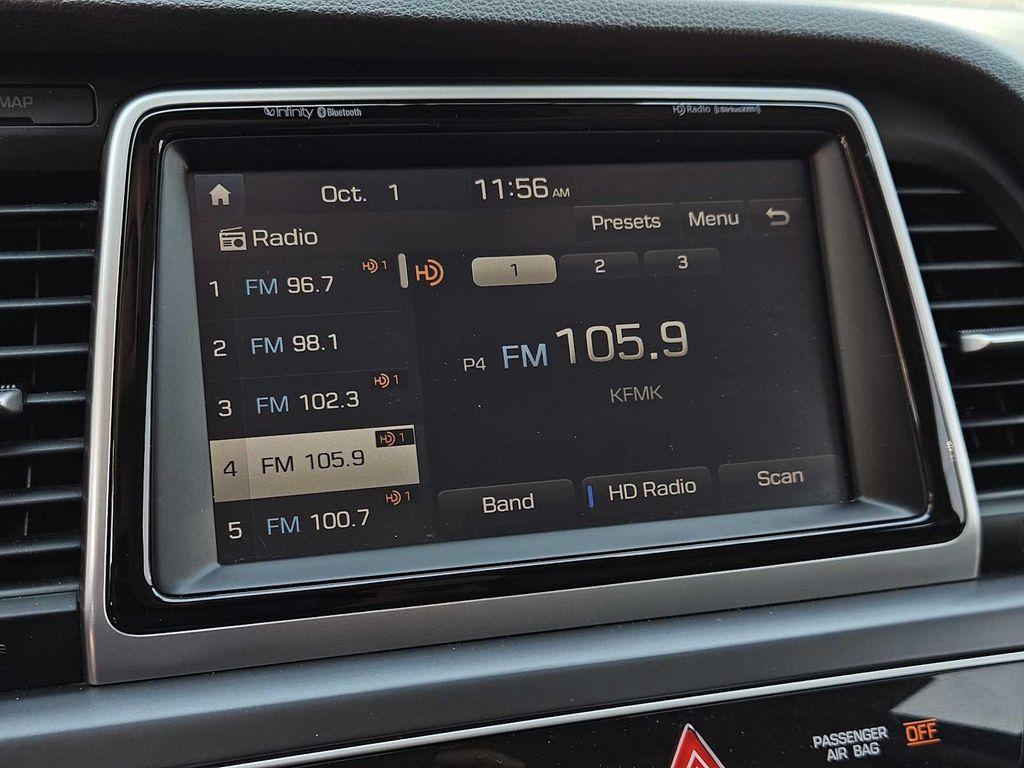 MAP
Infinity Bluetooth
HD Radio (SiriusXM)
Oct. 1 11:56 AM
Presets Menu
Radio
1 FM 96.7 HD 1
2 FM 98.1
3 FM 102.3 HD 1
4 FM 105.9 HD 1
5 FM 100.7 HD 1
HD 1 2 3
P4 FM 105.9
KFMK
Band HD Radio Scan
PASSENGER
AIR BAG OFF